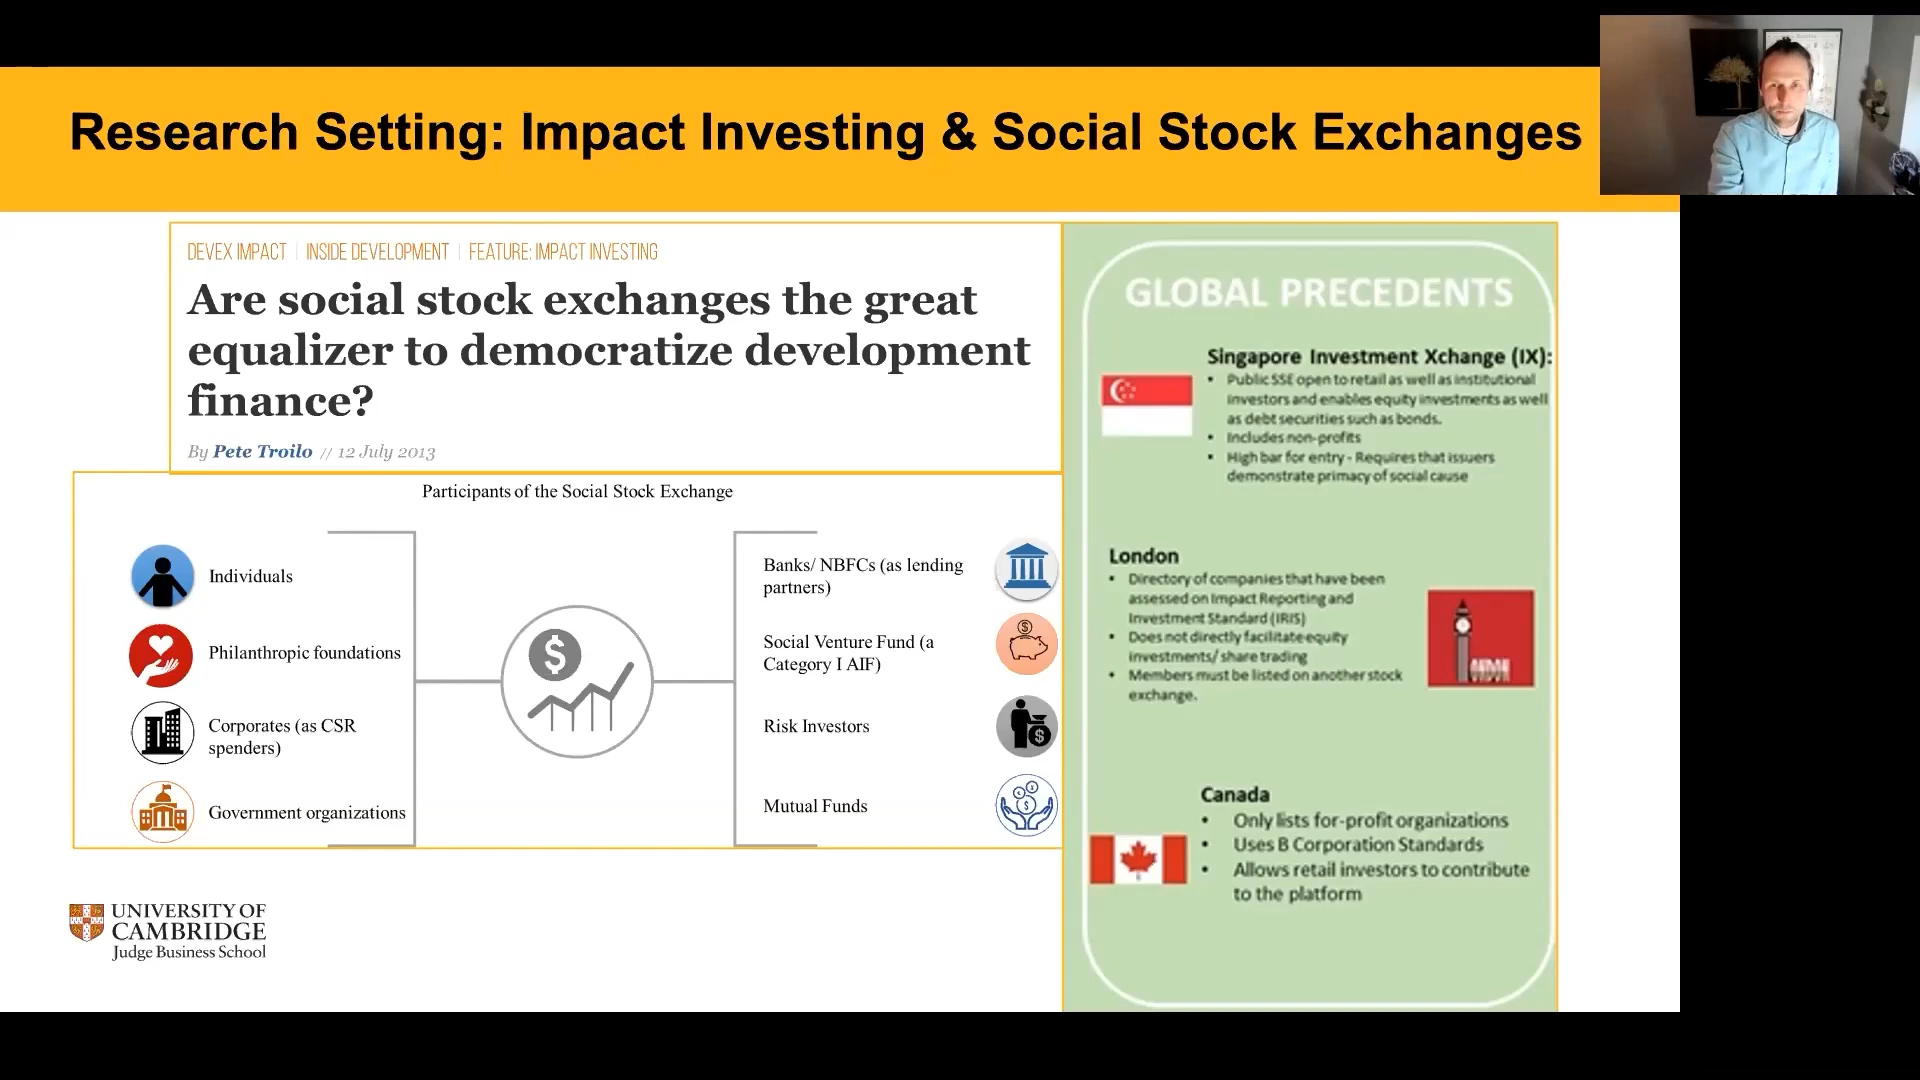 Research Setting: Impact Investing & Social Stock Exchanges
DEVEX IMPACT | INSIDE DEVELOPMENT | FEATURE: IMPACT INVESTING
Are social stock exchanges the great
equalizer to democratize development
finance?
By Pete Troilo // 12 July 2013
Participants of the Social Stock Exchange
Individuals
Philanthropic foundations
Corporates (as CSR
spenders)
Government organizations
Banks/ NBFCs (as lending
partners)
Social Venture Fund (a
Category I AIF)
Risk Investors
Mutual Funds
GLOBAL PRECEDENTS
Singapore Investment Xchange (IX):
• Public SSE open to retail as well as institutional
investors and enables equity investments as well
as debt securities such as bonds.
• Includes non-profits
• High bar for entry - Requires that issuers
demonstrate primacy of social cause
London
• Directory of companies that have been
assessed on Impact Reporting and
Investment Standard (IRIS)
• Does not directly facilitate equity
investments/ share trading
• Members must be listed on another stock
exchange.
LONDON
Canada
• Only lists for-profit organizations
• Uses B Corporation Standards
• Allows retail investors to contribute
to the platform
UNIVERSITY OF
CAMBRIDGE
Judge Business School